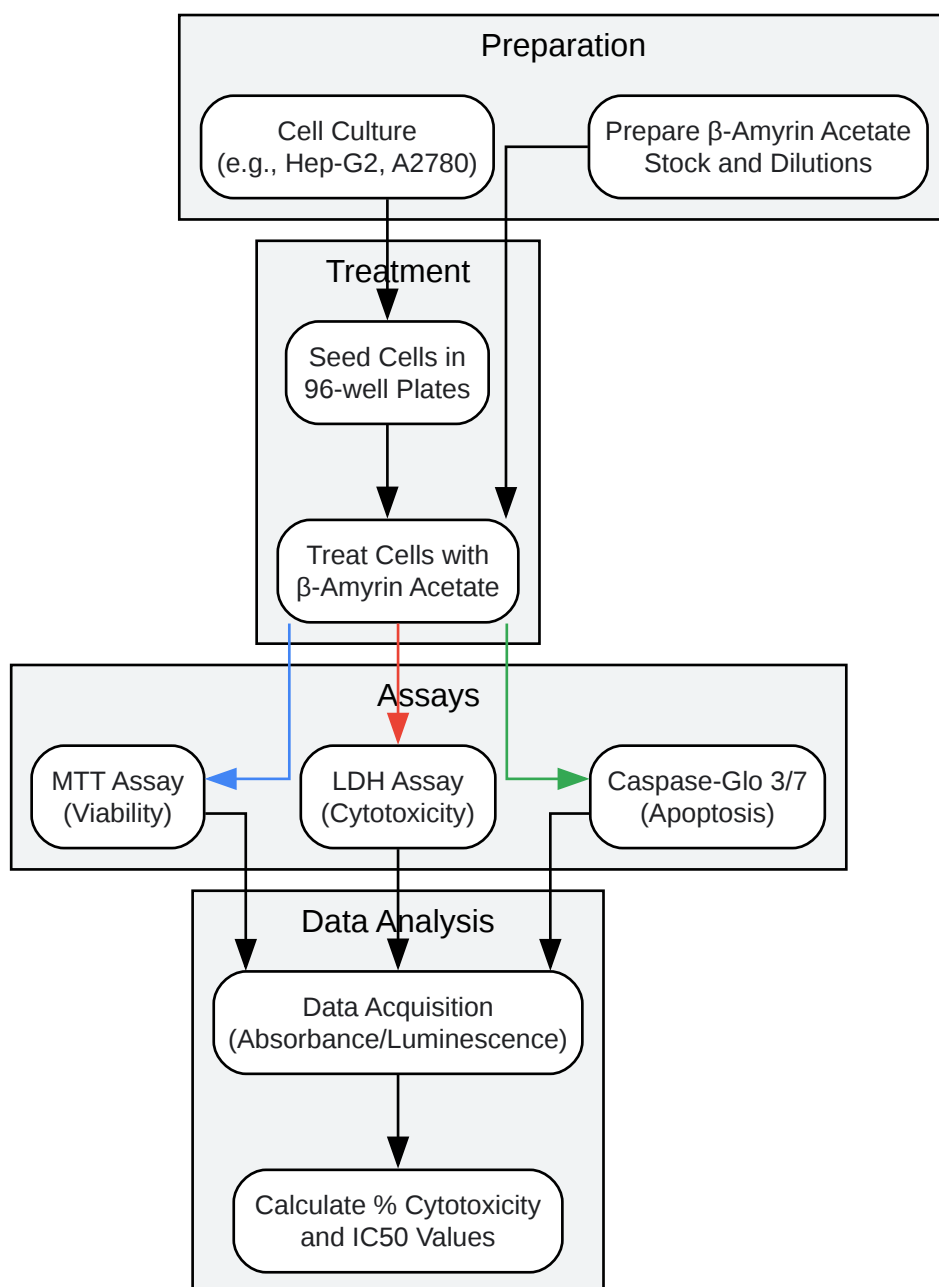 Preparation
Cell Culture
(e.g., Hep-G2, A2780)
Prepare β-Amyrin Acetate
Stock and Dilutions
Treatment
Seed Cells in
96-well Plates
Treat Cells with
β-Amyrin Acetate
Assays
MTT Assay
(Viability)
LDH Assay
(Cytotoxicity)
Caspase-Glo 3/7
(Apoptosis)
Data Analysis
Data Acquisition
(Absorbance/Luminescence)
Calculate % Cytotoxicity
and IC50 Values